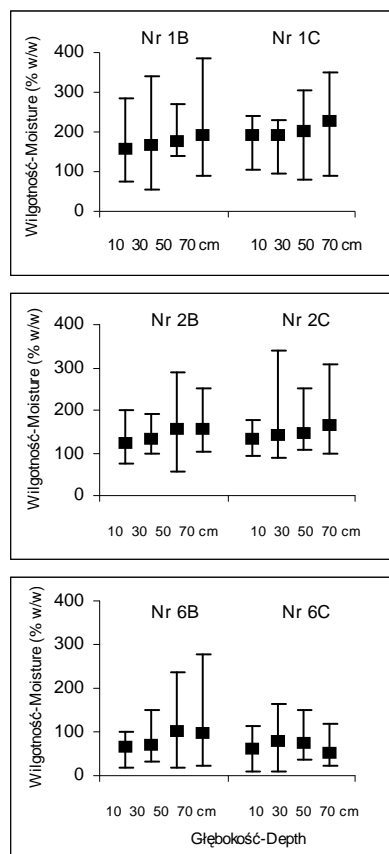 Nr 1B Nr 1C
Wilgotność-Moisture (% w/w)
400
300
200
100
0
10 30 50 70 cm 10 30 50 70 cm
Nr 2B Nr 2C
Wilgotność-Moisture (% w/w)
400
300
200
100
0
10 30 50 70 cm 10 30 50 70 cm
Nr 6B Nr 6C
Wilgotność-Moisture (% w/w)
400
300
200
100
0
10 30 50 70 cm 10 30 50 70 cm
Głębokość-Depth